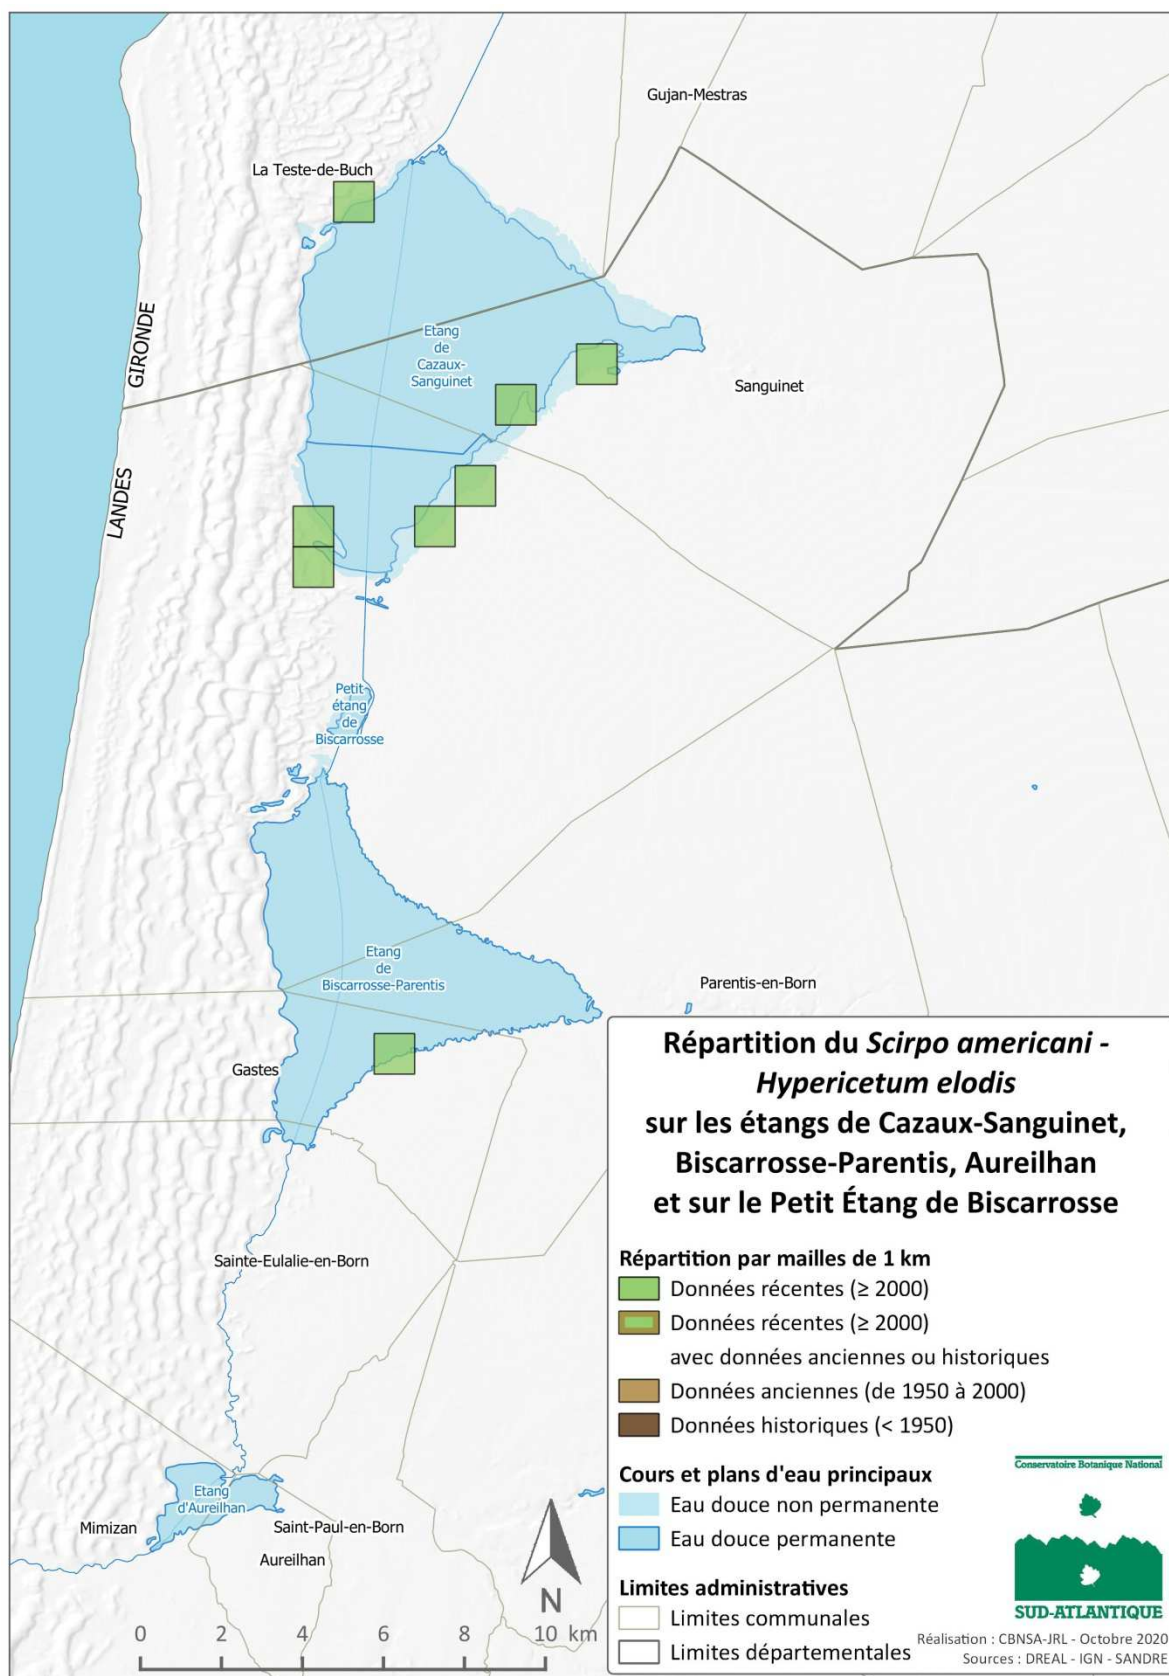 Gujan-Mestras
La Teste-de-Buch
GIRONDE
LANDES
Etang
de
Cazaux-
Sanguinet
Sanguinet
Petit
étang
de
Biscarrosse
Etang
de
Biscarrosse-Parentis
Parentis-en-Born
Gastes
Sainte-Eulalie-en-Born
Etang
d'Aureilhan
Mimizan
Saint-Paul-en-Born
Aureilhan
N
0 2 4 6 8 10 km
Répartition du Scirpo americani -
Hypericetum elodis
sur les étangs de Cazaux-Sanguinet,
Biscarrosse-Parentis, Aureilhan
et sur le Petit Étang de Biscarrosse
Répartition par mailles de 1 km
Données récentes (≥ 2000)
Données récentes (≥ 2000)
avec données anciennes ou historiques
Données anciennes (de 1950 à 2000)
Données historiques (< 1950)
Cours et plans d'eau principaux
Eau douce non permanente
Eau douce permanente
Limites administratives
Limites communales
Limites départementales
Conservatoire Botanique National
SUD-ATLANTIQUE
Réalisation : CBNSA-JRL - Octobre 2020
Sources : DREAL - IGN - SANDRE